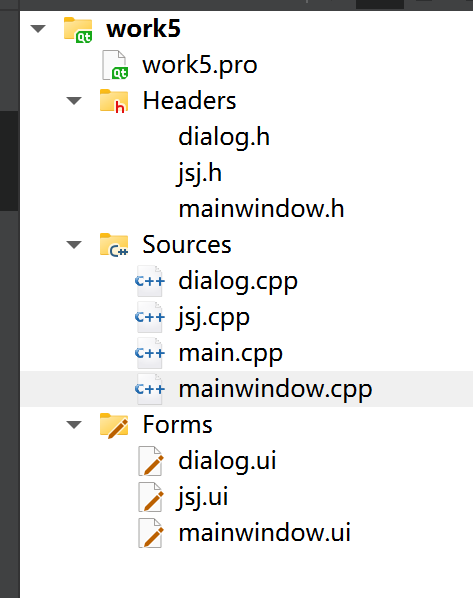 work5
work5.pro
Headers
dialog.h
jsj.h
mainwindow.h
Sources
dialog.cpp
jsj.cpp
main.cpp
mainwindow.cpp
Forms
dialog.ui
jsj.ui
mainwindow.ui